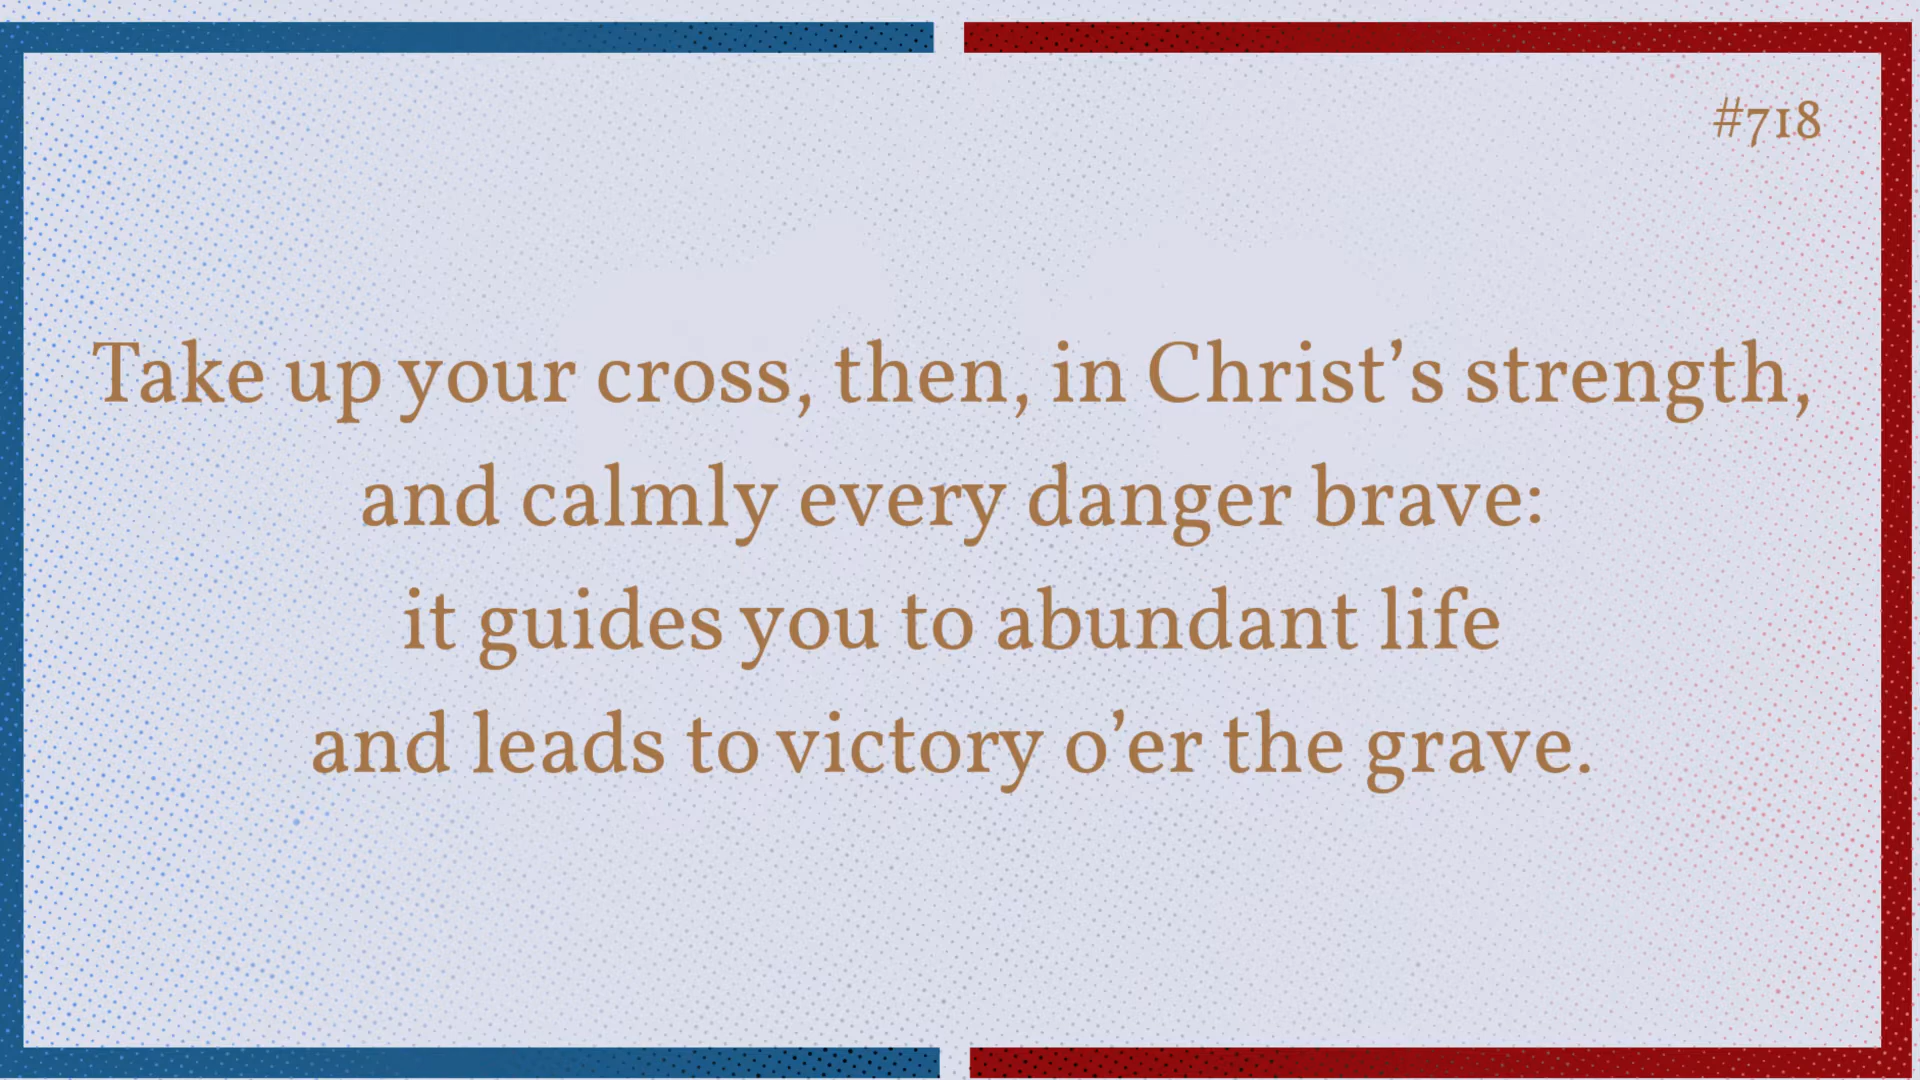 #718
Take up your cross, then, in Christ’s strength,
and calmly every danger brave:
it guides you to abundant life
and leads to victory o’er the grave.